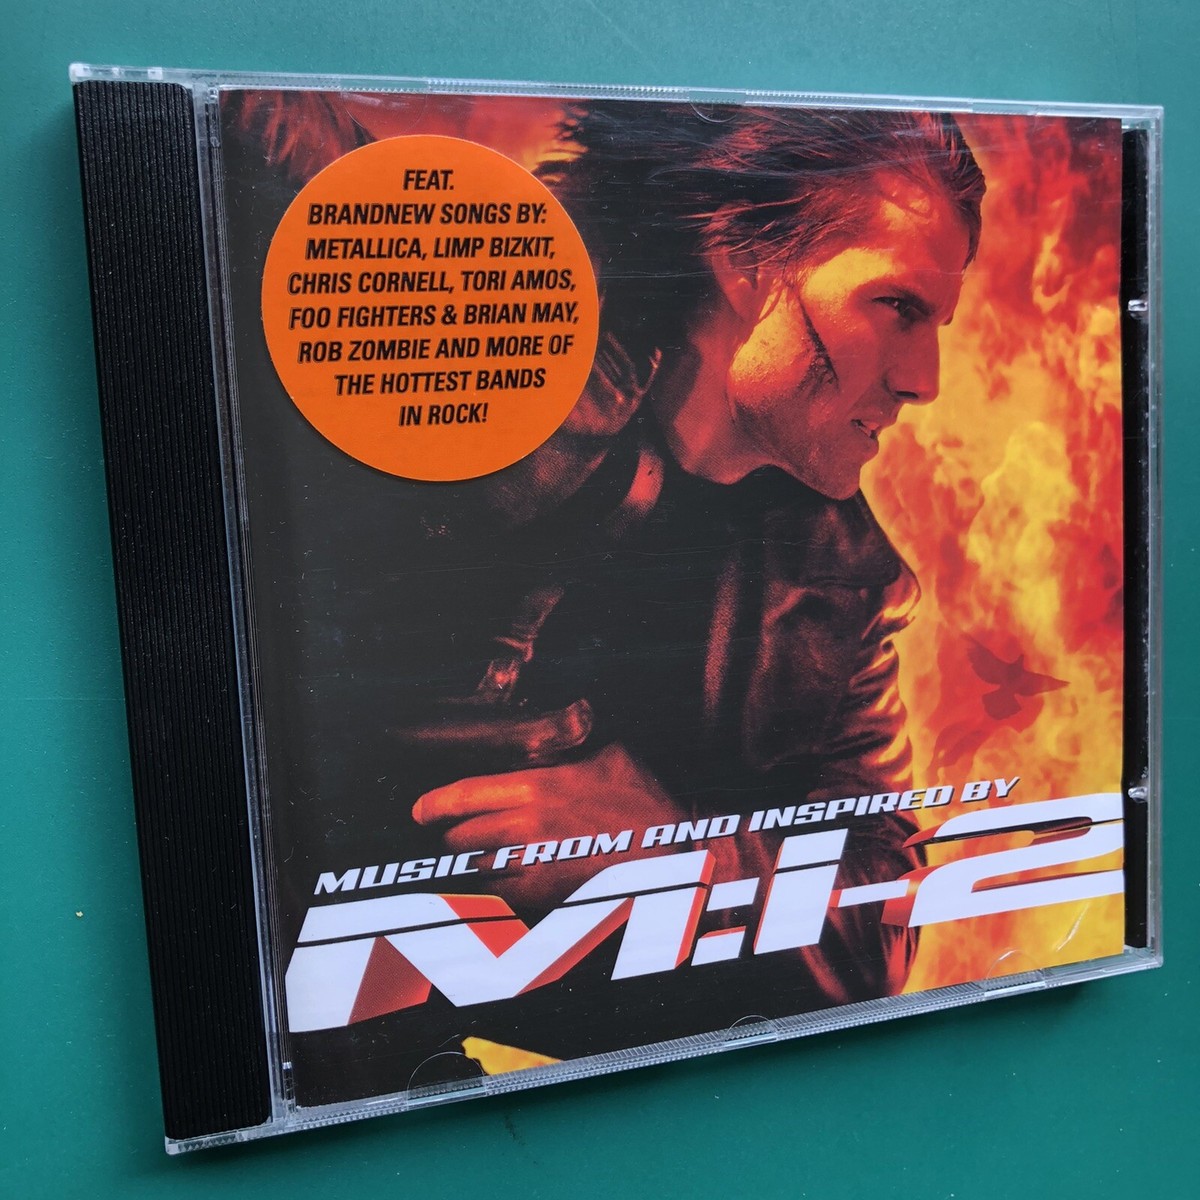 FEAT.
BRANDNEW SONGS BY:
METALLICA, LIMP BIZKIT,
CHRIS CORNELL, TORI AMOS,
FOO FIGHTERS & BRIAN MAY,
ROB ZOMBIE AND MORE OF
THE HOTTEST BANDS
IN ROCK!
MUSIC FROM AND INSPIRED BY
M:I-2